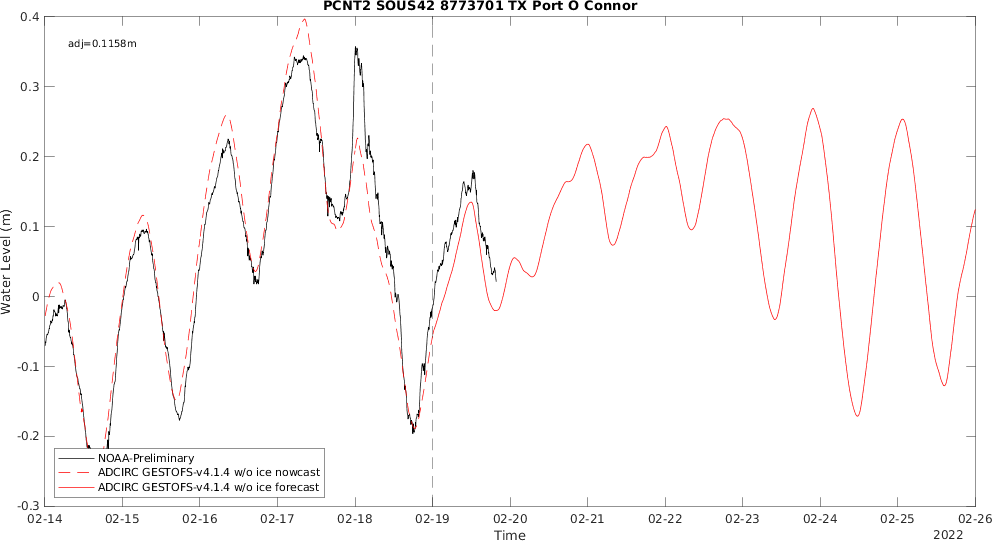 PCNT2 SOUS42 8773701 TX Port O Connor
adj=0.1158m
0.4
0.3
0.2
0.1
0
-0.1
-0.2
-0.3
Water Level (m)
NOAA-Preliminary
ADCIRC GESTOFS-v4.1.4 w/o ice nowcast
ADCIRC GESTOFS-v4.1.4 w/o ice forecast
02-14 02-15 02-16 02-17 02-18 02-19 02-20 02-21 02-22 02-23 02-24 02-25 02-26
Time
2022